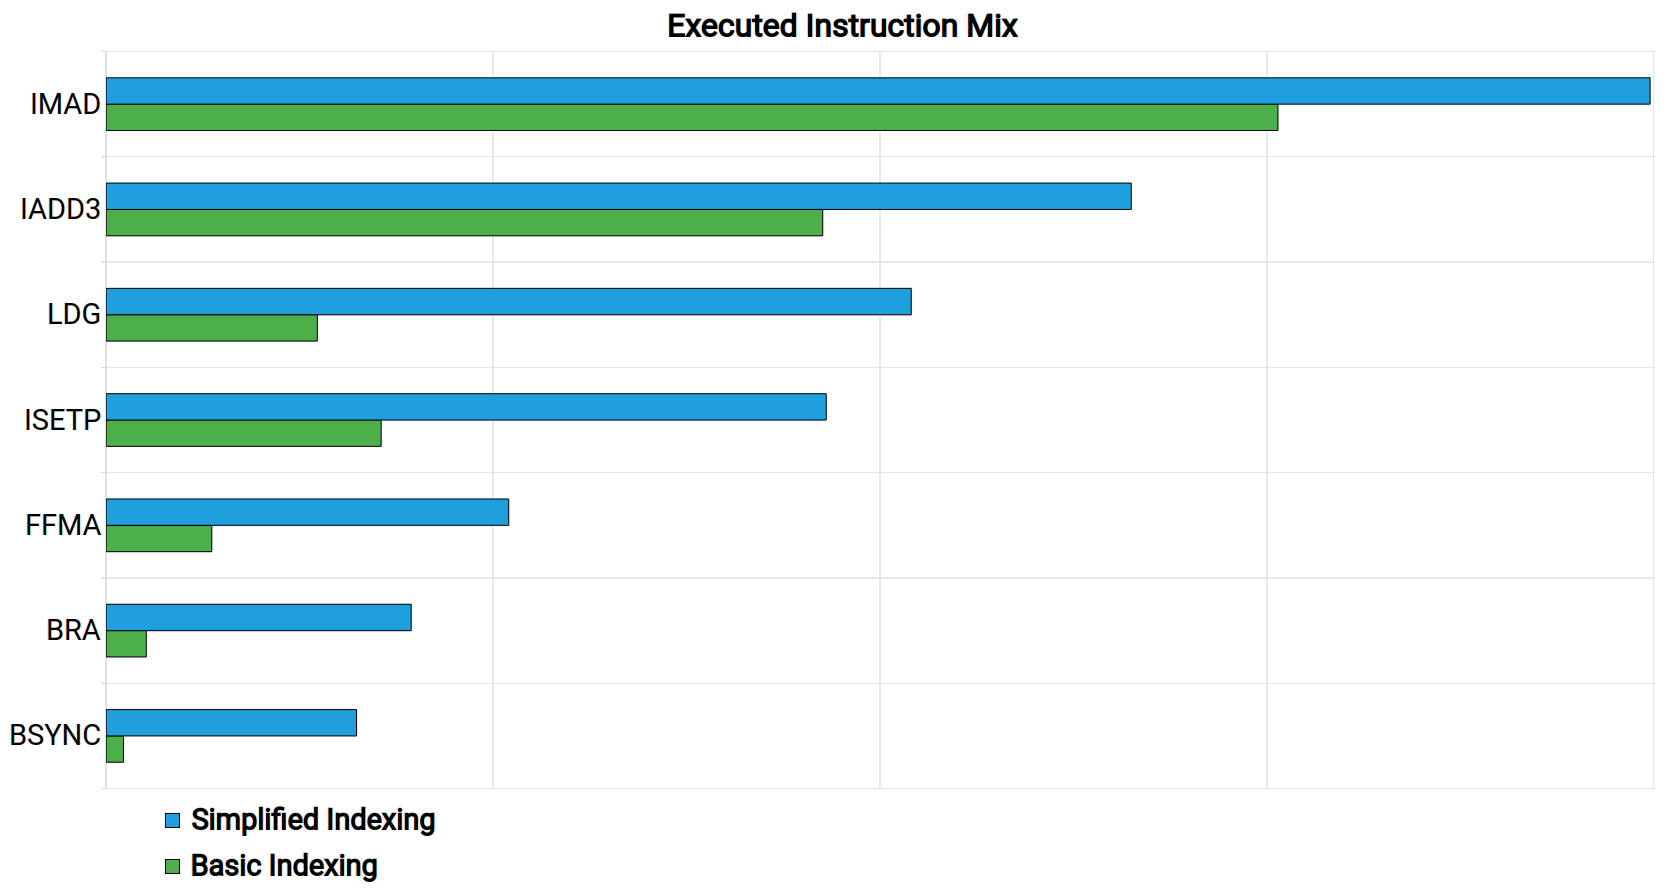 Executed Instruction Mix
IMAD
IADD3
LDG
ISETP
FFMA
BRA
BSYNC
Simplified Indexing
Basic Indexing